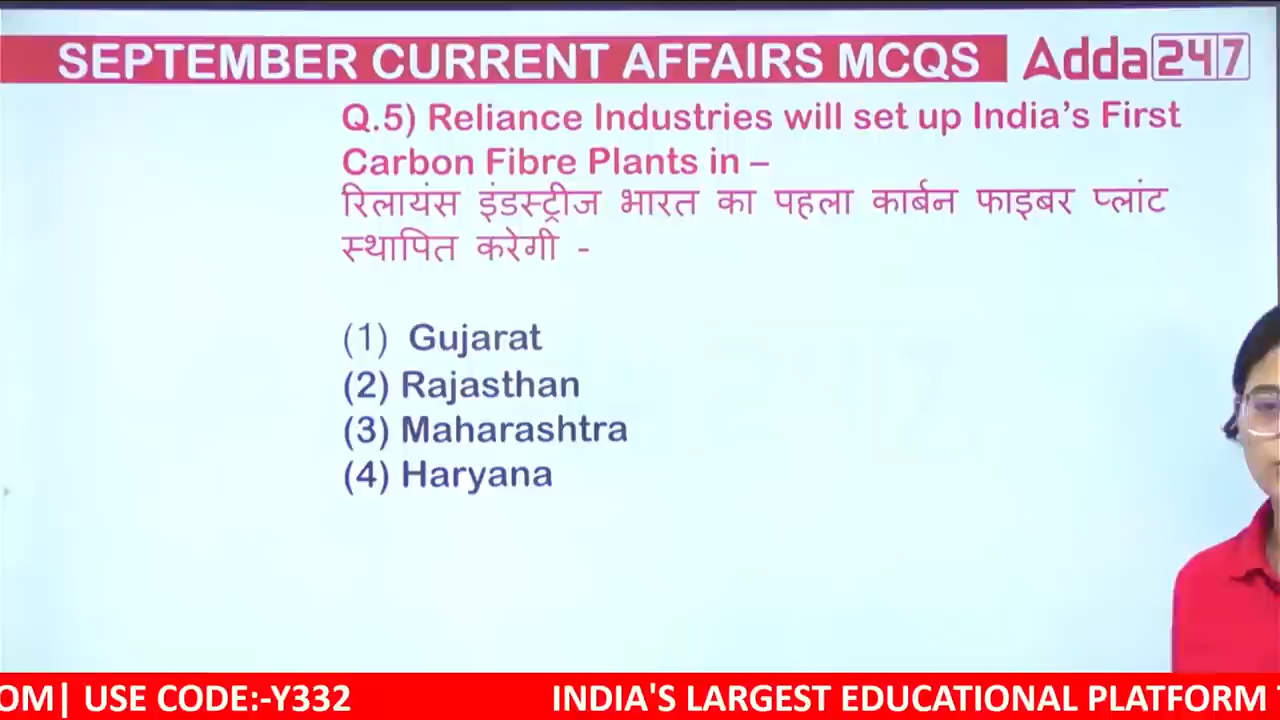 SEPTEMBER CURRENT AFFAIRS MCQS
Adda247
Q.5) Reliance Industries will set up India’s First
Carbon Fibre Plants in –
रिलायंस इंडस्ट्रीज भारत का पहला कार्बन फाइबर प्लांट
स्थापित करेगी -
(1) Gujarat
(2) Rajasthan
(3) Maharashtra
(4) Haryana
OM| USE CODE:-Y332 INDIA'S LARGEST EDUCATIONAL PLATFORM